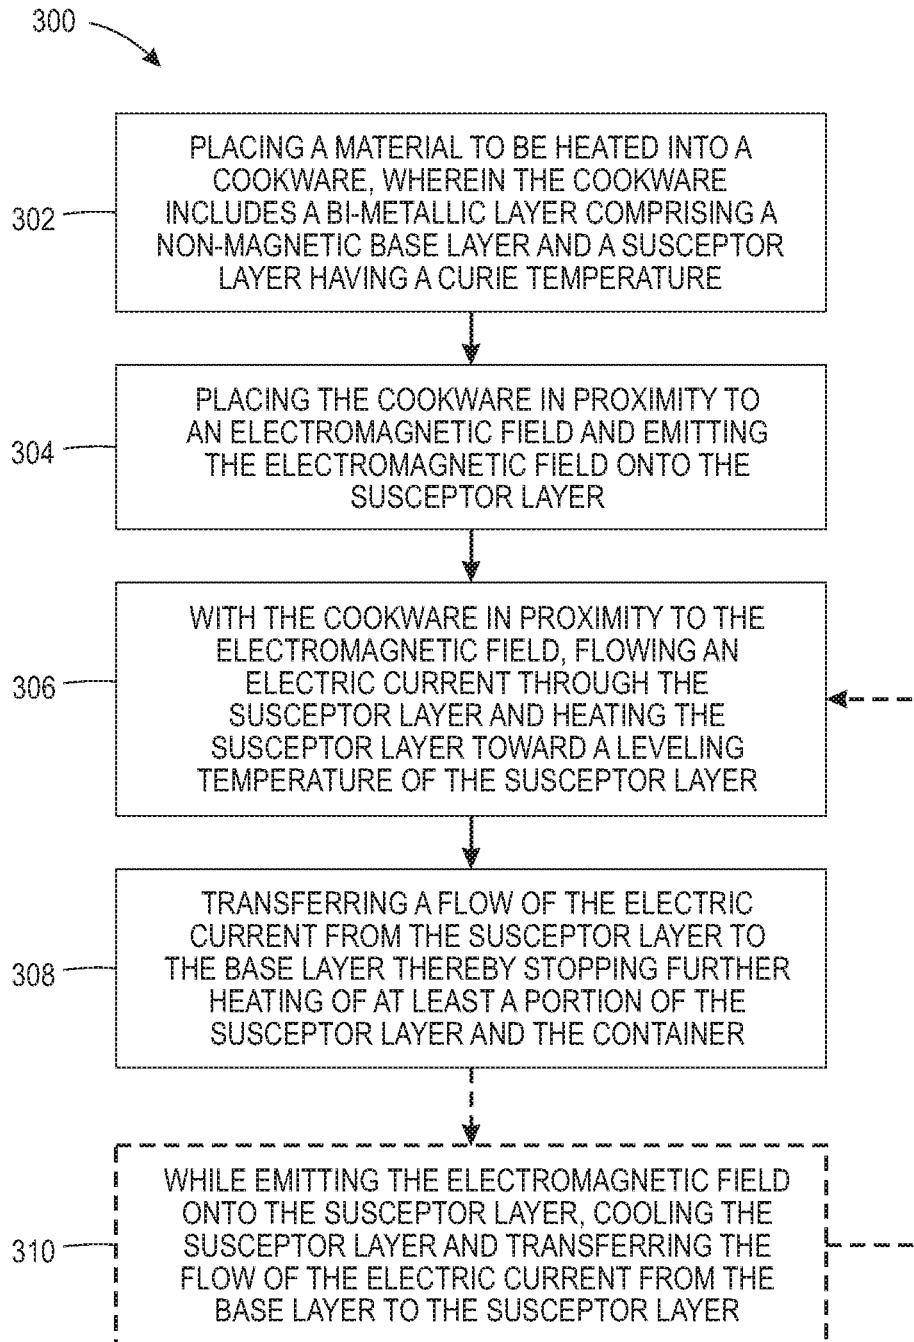 300
302
PLACING A MATERIAL TO BE HEATED INTO A
COOKWARE, WHEREIN THE COOKWARE
INCLUDES A BI-METALLIC LAYER COMPRISING A
NON-MAGNETIC BASE LAYER AND A SUSCEPTOR
LAYER HAVING A CURIE TEMPERATURE
304
PLACING THE COOKWARE IN PROXIMITY TO
AN ELECTROMAGNETIC FIELD AND EMITTING
THE ELECTROMAGNETIC FIELD ONTO THE
SUSCEPTOR LAYER
306
WITH THE COOKWARE IN PROXIMITY TO THE
ELECTROMAGNETIC FIELD, FLOWING AN
ELECTRIC CURRENT THROUGH THE
SUSCEPTOR LAYER AND HEATING THE
SUSCEPTOR LAYER TOWARD A LEVELING
TEMPERATURE OF THE SUSCEPTOR LAYER
308
TRANSFERRING A FLOW OF THE ELECTRIC
CURRENT FROM THE SUSCEPTOR LAYER TO
THE BASE LAYER THEREBY STOPPING FURTHER
HEATING OF AT LEAST A PORTION OF THE
SUSCEPTOR LAYER AND THE CONTAINER
310
WHILE EMITTING THE ELECTROMAGNETIC FIELD
ONTO THE SUSCEPTOR LAYER, COOLING THE
SUSCEPTOR LAYER AND TRANSFERRING THE
FLOW OF THE ELECTRIC CURRENT FROM THE
BASE LAYER TO THE SUSCEPTOR LAYER